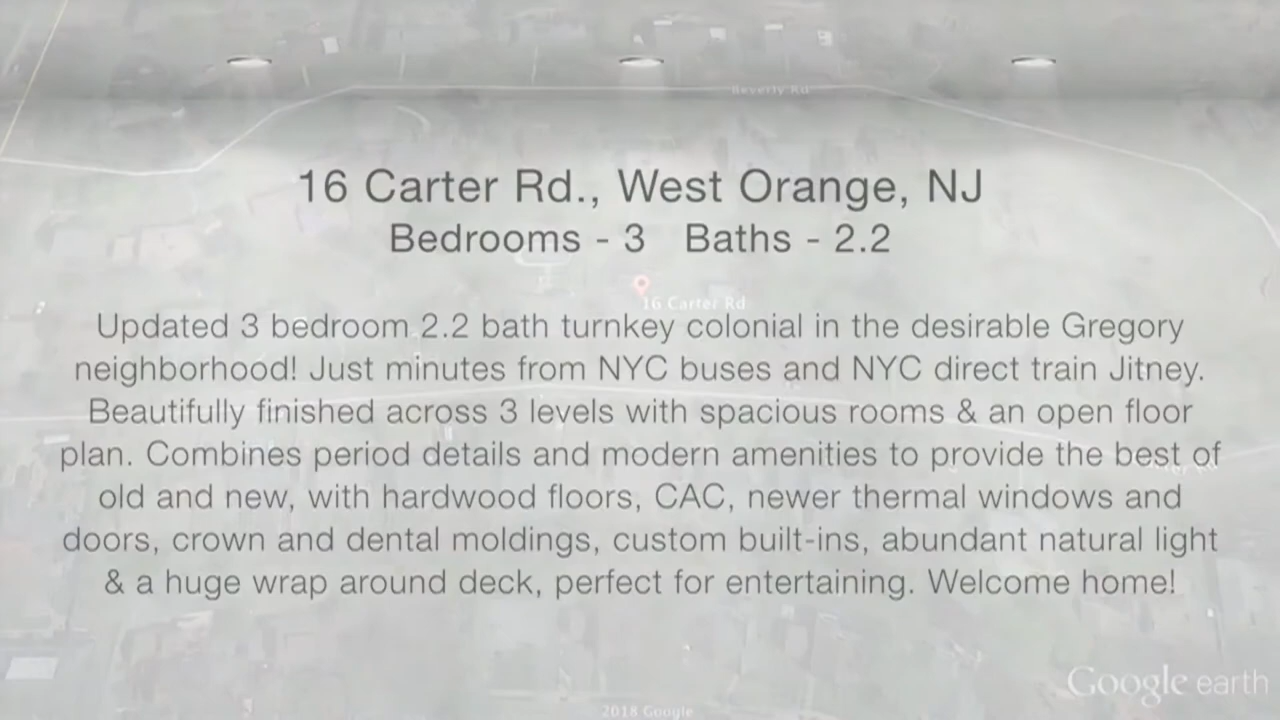 Beverly Rd
16 Carter Rd., West Orange, NJ
Bedrooms - 3 Baths - 2.2
16 Carter Rd
Updated 3 bedroom 2.2 bath turnkey colonial in the desirable Gregory
neighborhood! Just minutes from NYC buses and NYC direct train Jitney.
Beautifully finished across 3 levels with spacious rooms & an open floor
plan. Combines period details and modern amenities to provide the best of
old and new, with hardwood floors, CAC, newer thermal windows and
doors, crown and dental moldings, custom built-ins, abundant natural light
& a huge wrap around deck, perfect for entertaining. Welcome home!
Google earth
2018 Google